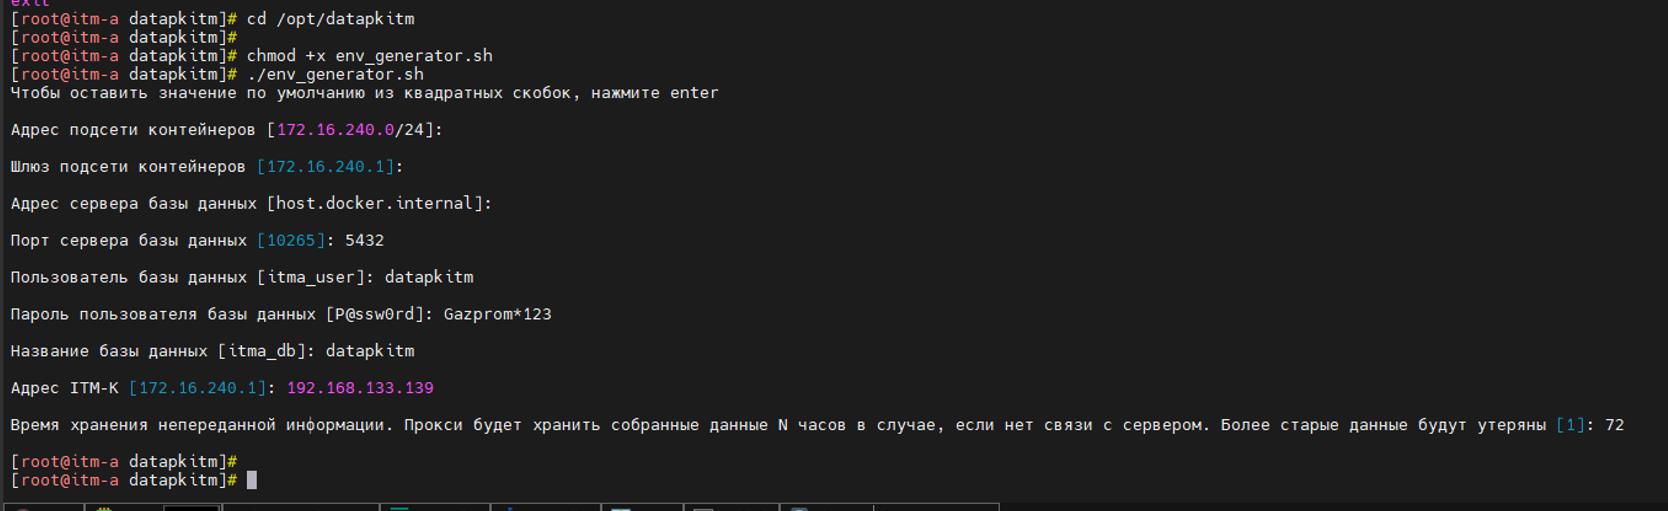 exit
[root@itm-a datapkitm]# cd /opt/datapkitm
[root@itm-a datapkitm]#
[root@itm-a datapkitm]# chmod +x env_generator.sh
[root@itm-a datapkitm]# ./env_generator.sh
Чтобы оставить значение по умолчанию из квадратных скобок, нажмите enter
Адрес подсети контейнеров [172.16.240.0/24]:
Шлюз подсети контейнеров [172.16.240.1]:
Адрес сервера базы данных [host.docker.internal]:
Порт сервера базы данных [10265]: 5432
Пользователь базы данных [itma_user]: datapkitm
Пароль пользователя базы данных [P@ssw0rd]: Gazprom*123
Название базы данных [itma_db]: datapkitm
Адрес ITM-K [172.16.240.1]: 192.168.133.139
Время хранения непереданной информации. Прокси будет хранить собранные данные N часов в случае, если нет связи с сервером. Более старые данные будут утеряны [1]: 72
[root@itm-a datapkitm]#
[root@itm-a datapkitm]#